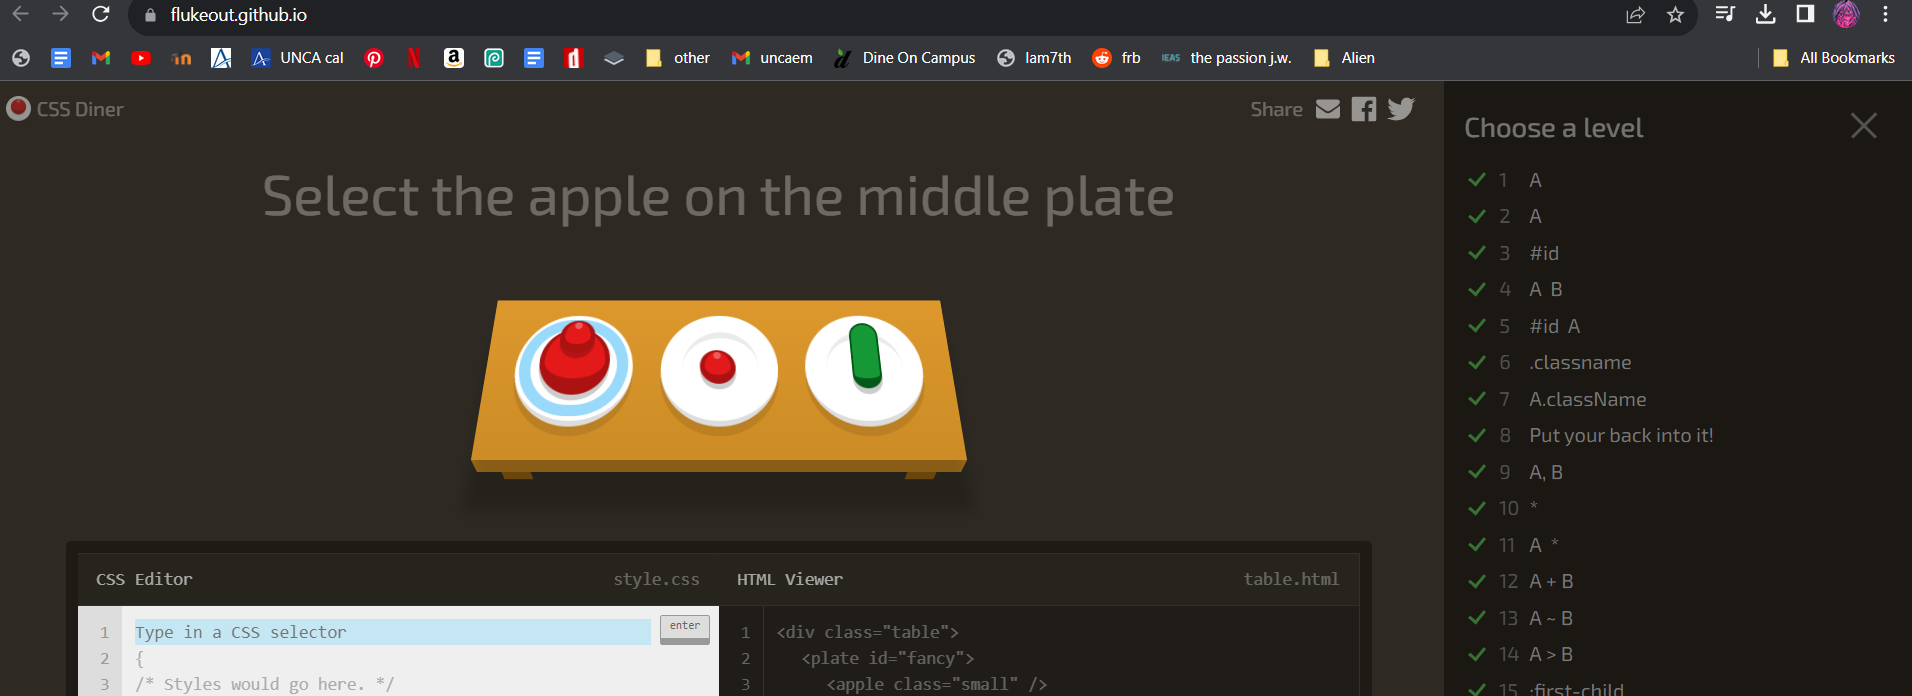 flukeout.github.io
UNCA cal
other
uncaem
Dine On Campus
lam7th
frb
IEAS the passion j.w.
Alien
All Bookmarks
CSS Diner
Share
Select the apple on the middle plate
CSS Editor
style.css
1 Type in a CSS selector
enter
2 {
3 /* Styles would go here. */
HTML Viewer
table.html
1 <div class="table">
2 <plate id="fancy">
3 <apple class="small" />
Choose a level
1 A
2 A
3 #id
4 A B
5 #id A
6 .classname
7 A.className
8 Put your back into it!
9 A, B
10 *
11 A *
12 A + B
13 A ~ B
14 A > B
15 :first-child